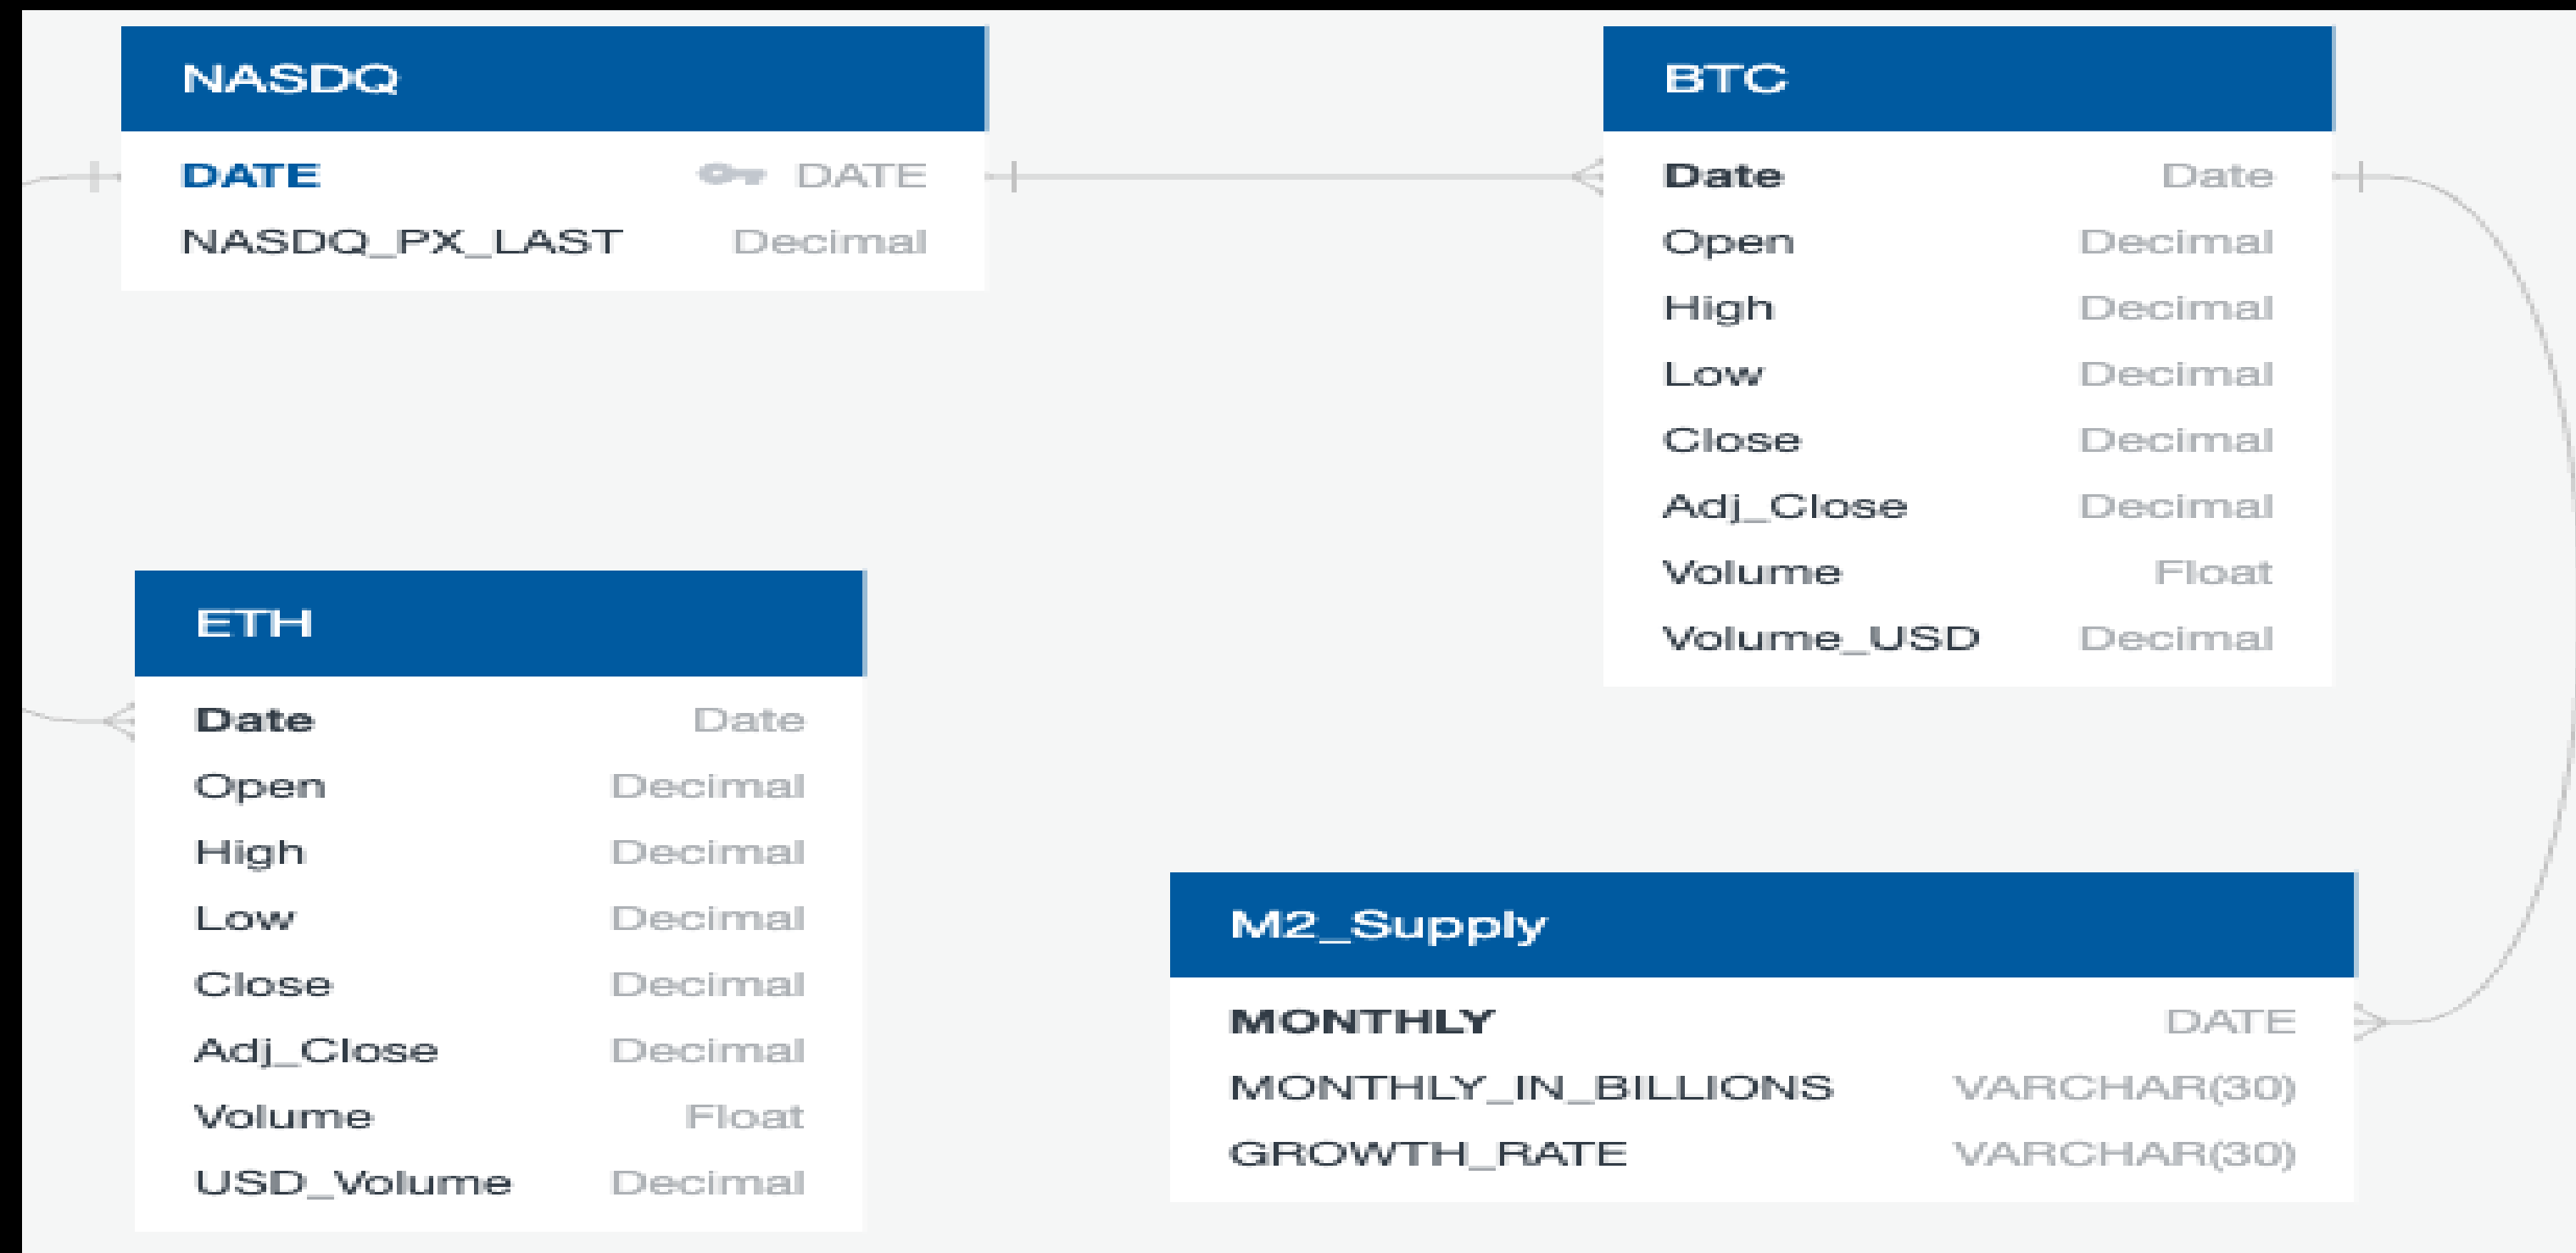 NASDQ
DATE DATE
NASDQ_PX_LAST Decimal
BTC
Date Date
Open Decimal
High Decimal
Low Decimal
Close Decimal
Adj_Close Decimal
Volume Float
Volume_USD Decimal
ETH
Date Date
Open Decimal
High Decimal
Low Decimal
Close Decimal
Adj_Close Decimal
Volume Float
USD_Volume Decimal
M2_Supply
MONTHLY DATE
MONTHLY_IN_BILLIONS VARCHAR(30)
GROWTH_RATE VARCHAR(30)